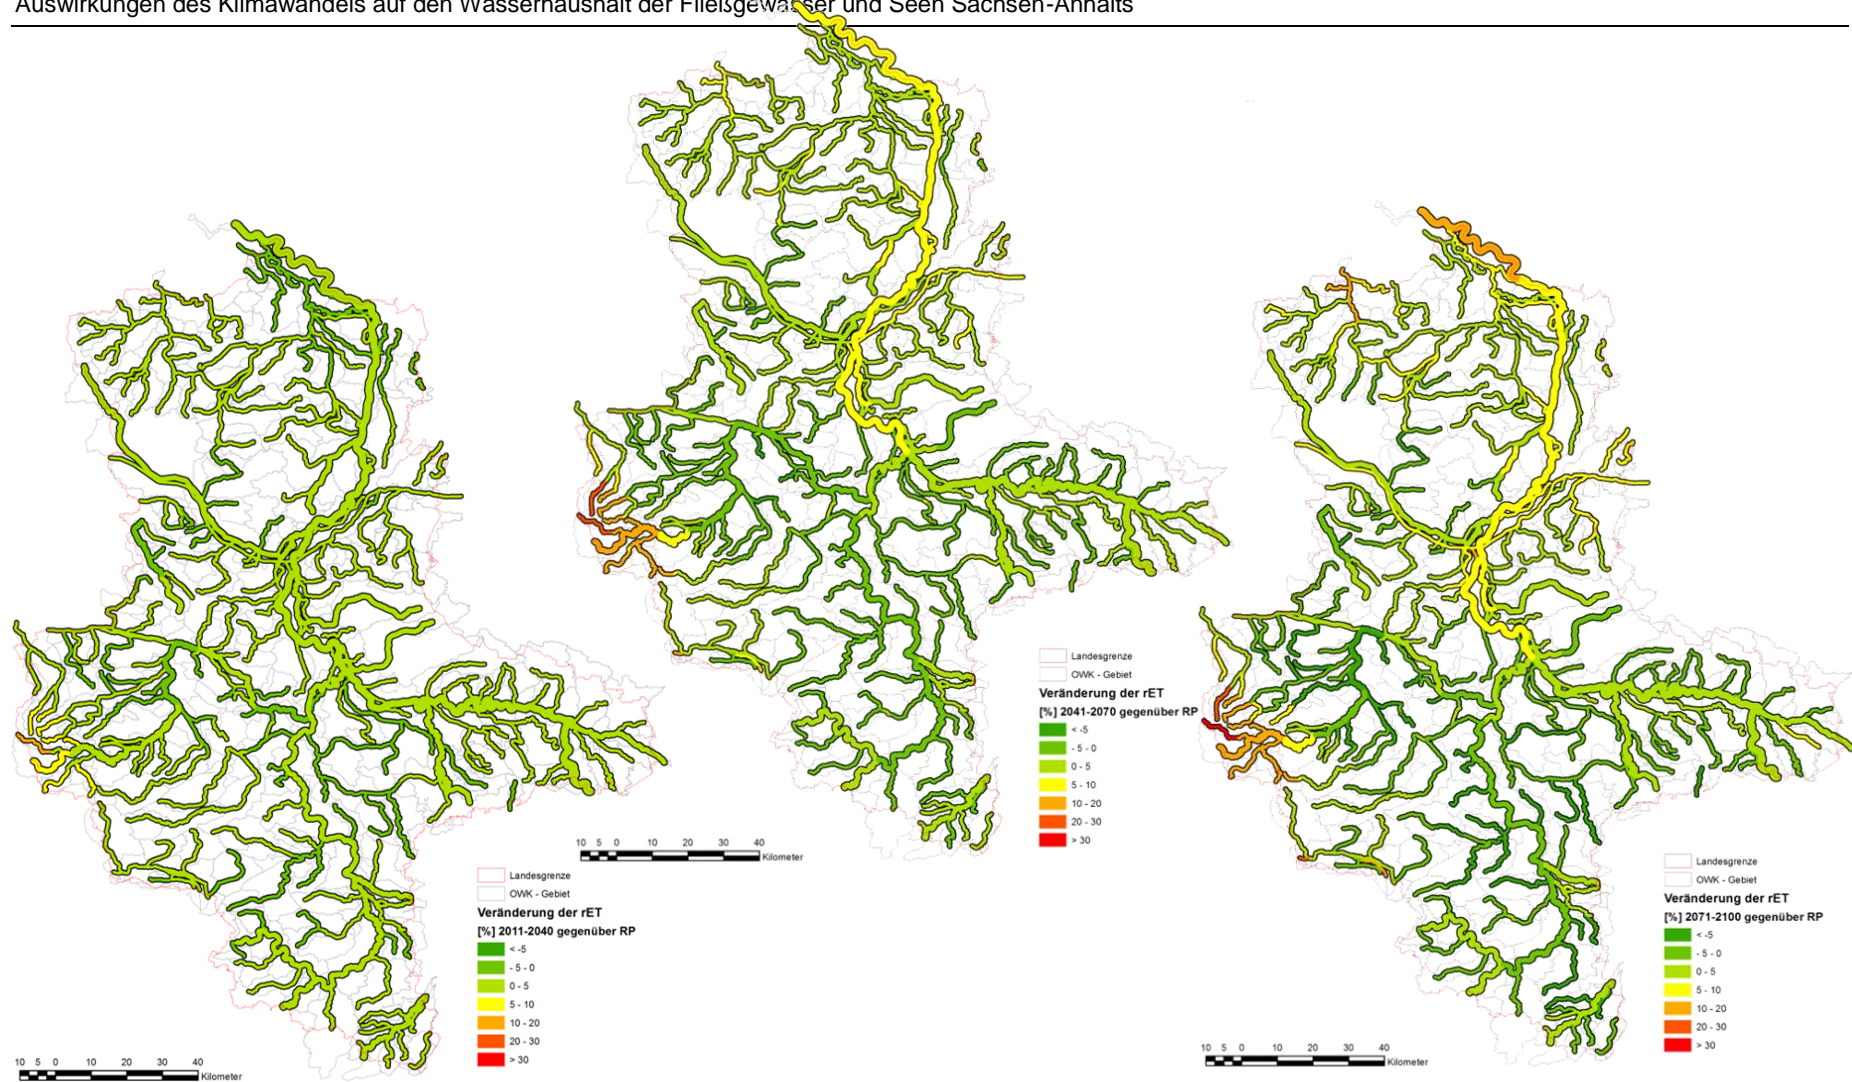 Auswirkungen des Klimawandels auf den Wasserhaushalt der Fließgewässer und Seen Sachsen-Anhalts
Landesgrenze
OWK - Gebiet
Veränderung der rET
[%] 2011-2040 gegenüber RP
< -5
- 5 - 0
0 - 5
5 - 10
10 - 20
20 - 30
> 30
10 5 0 10 20 30 40
Kilometer
Landesgrenze
OWK - Gebiet
Veränderung der rET
[%] 2041-2070 gegenüber RP
< -5
- 5 - 0
0 - 5
5 - 10
10 - 20
20 - 30
> 30
10 5 0 10 20 30 40
Kilometer
Landesgrenze
OWK - Gebiet
Veränderung der rET
[%] 2071-2100 gegenüber RP
< -5
- 5 - 0
0 - 5
5 - 10
10 - 20
20 - 30
> 30
10 5 0 10 20 30 40
Kilometer